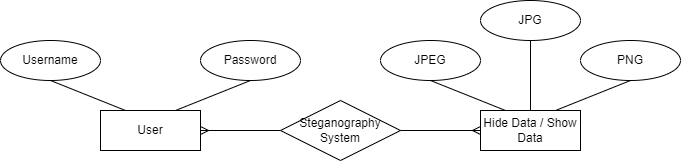 JPG
Username
Password
JPEG
PNG
User
Steganography
System
Hide Data / Show
Data